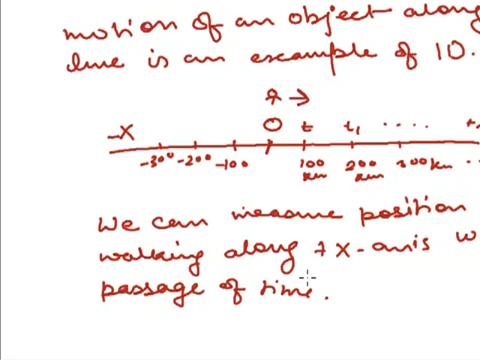 motion of an object along
line is an example of 1D.
-X O t t1 ....
-300 -200 -100 100 km 200 km 300 km ..
We can measure position
walking along +X-axis w
passage of time.